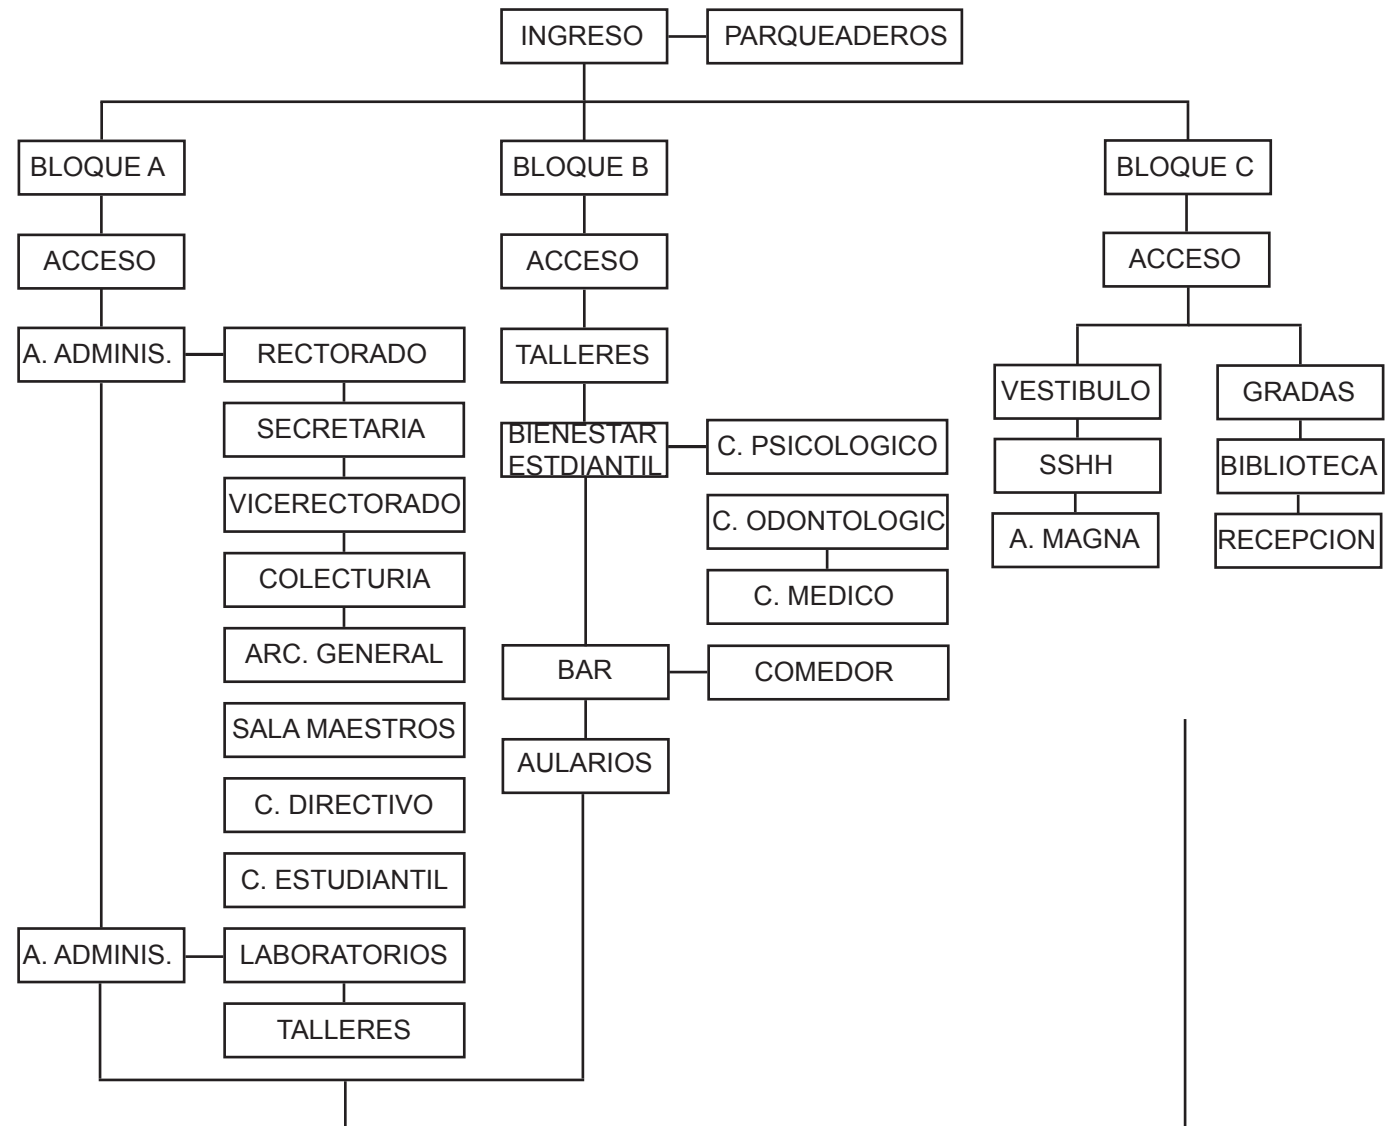 INGRESO
PARQUEADEROS
BLOQUE A
BLOQUE B
BLOQUE C
ACCESO
ACCESO
ACCESO
A. ADMINIS.
RECTORADO
SECRETARIA
VICERECTORADO
COLECTURIA
ARC. GENERAL
SALA MAESTROS
C. DIRECTIVO
C. ESTUDIANTIL
A. ADMINIS.
LABORATORIOS
TALLERES
TALLERES
BIENESTAR
ESTDIANTIL
C. PSICOLOGICO
C. ODONTOLOGIC
C. MEDICO
BAR
COMEDOR
AULARIOS
VESTIBULO
SSHH
A. MAGNA
GRADAS
BIBLIOTECA
RECEPCION